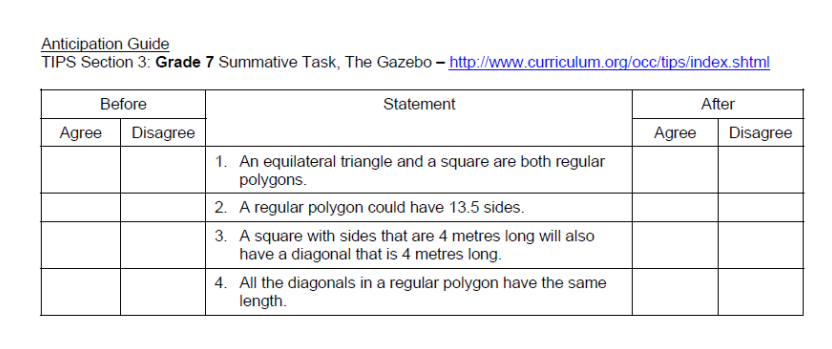 Anticipation Guide
TIPS Section 3: Grade 7 Summative Task, The Gazebo – http://www.curriculum.org/occ/tips/index.shtml
Before Statement After
Agree Disagree Agree Disagree
1. An equilateral triangle and a square are both regular
polygons.
2. A regular polygon could have 13.5 sides.
3. A square with sides that are 4 metres long will also
have a diagonal that is 4 metres long.
4. All the diagonals in a regular polygon have the same
length.